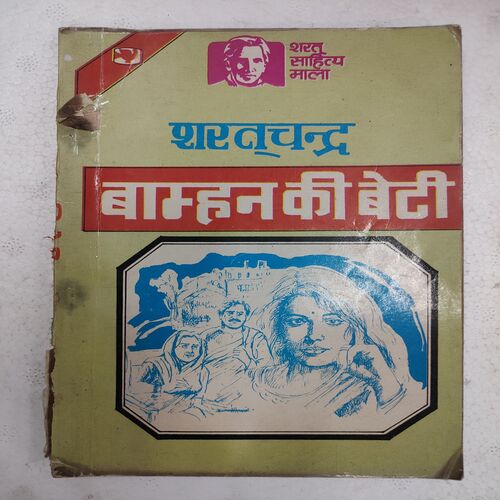 शरत्
साहित्य
माला
शरत्चन्द्र
बाम्हन की बेटी